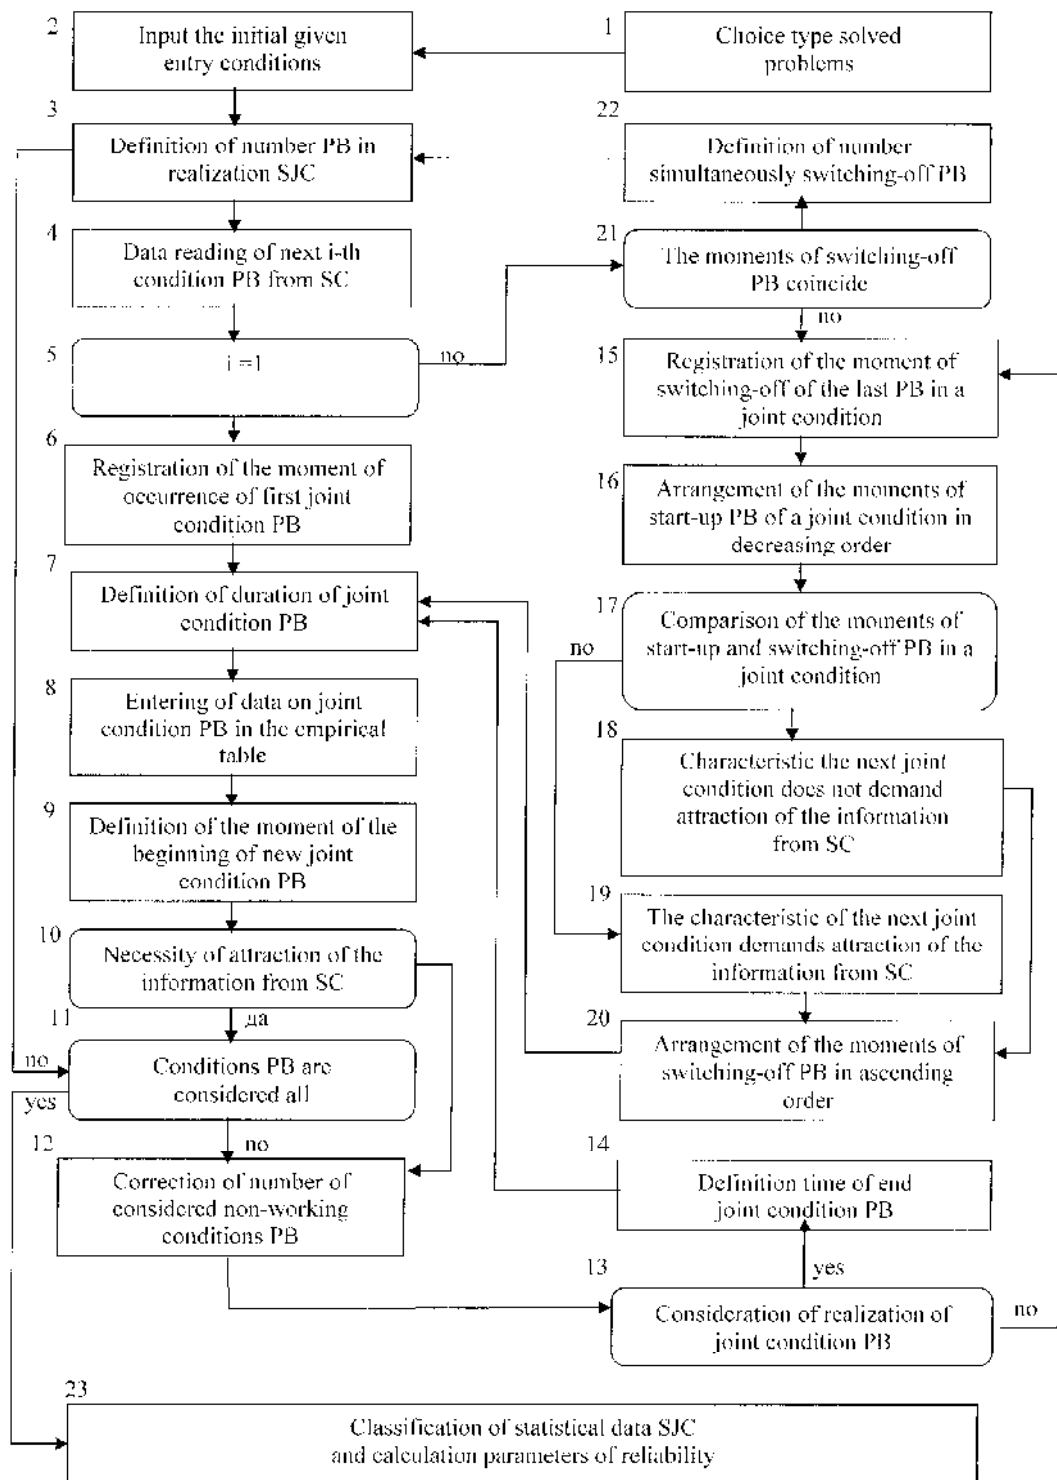 1
Choice type solved
problems
2
Input the initial given
entry conditions
3
Definition of number PB in
realization SJC
4
Data reading of next i-th
condition PB from SC
5
i =1
no
6
Registration of the moment of
occurrence of first joint
condition PB
7
Definition of duration of joint
condition PB
8
Entering of data on joint
condition PB in the empirical
table
9
Definition of the moment of the
beginning of new joint
condition PB
10
Necessity of attraction of the
information from SC
да
11
no
yes
Conditions PB are
considered all
no
12
Correction of number of
considered non-working
conditions PB
13
Consideration of realization of
joint condition PB
yes
no
14
Definition time of end
joint condition PB
15
Registration of the moment of
switching-off of the last PB in a
joint condition
16
Arrangement of the moments of
start-up PB of a joint condition in
decreasing order
17
Comparison of the moments of
start-up and switching-off PB in a
joint condition
no
18
Characteristic the next joint
condition does not demand
attraction of the information
from SC
19
The characteristic of the next joint
condition demands attraction of the
information from SC
20
Arrangement of the moments of
switching-off PB in ascending
order
21
The moments of switching-off
PB coincide
no
22
Definition of number
simultaneously switching-off PB
23
Classification of statistical data SJC
and calculation parameters of reliability